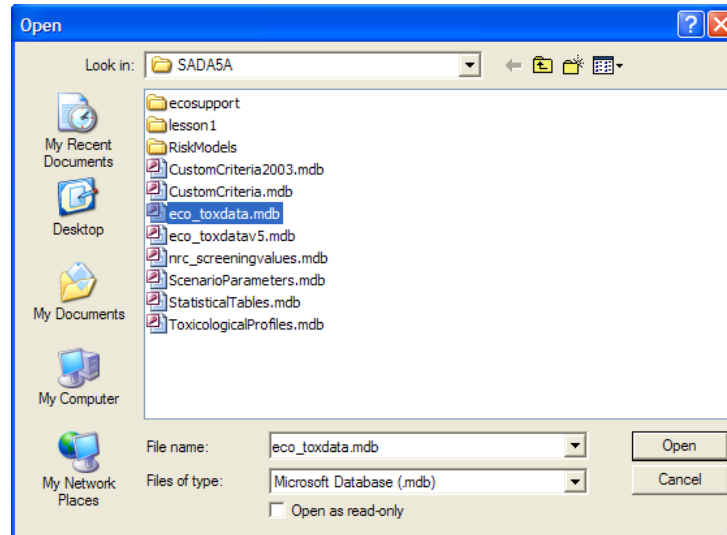 Open
Look in: SADA5A
My Recent
Documents
Desktop
My Documents
My Computer
My Network
Places
ecosupport
lesson1
RiskModels
CustomCriteria2003.mdb
CustomCriteria.mdb
eco_toxdata.mdb
eco_toxdatav5.mdb
nrc_screeningvalues.mdb
ScenarioParameters.mdb
StatisticalTables.mdb
ToxicologicalProfiles.mdb
File name: eco_toxdata.mdb Open
Files of type: Microsoft Database (.mdb) Cancel
Open as read-only